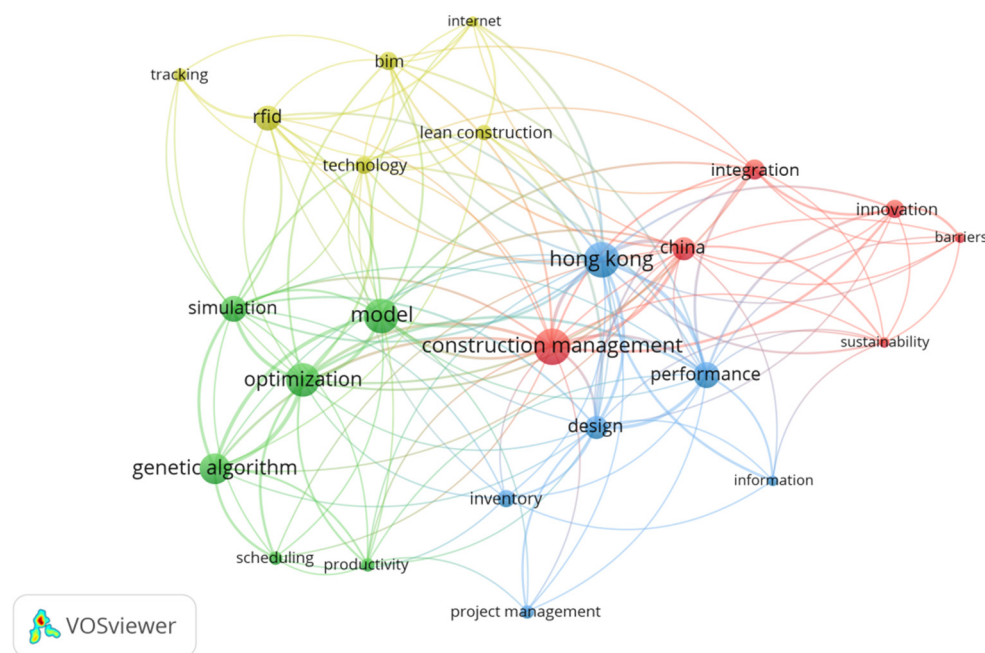 internet
bim
tracking
rfid
lean construction
technology
integration
innovation
barriers
china
hong kong
simulation
model
construction management
sustainability
optimization
performance
design
genetic algorithm
information
inventory
scheduling
productivity
project management
VOSviewer